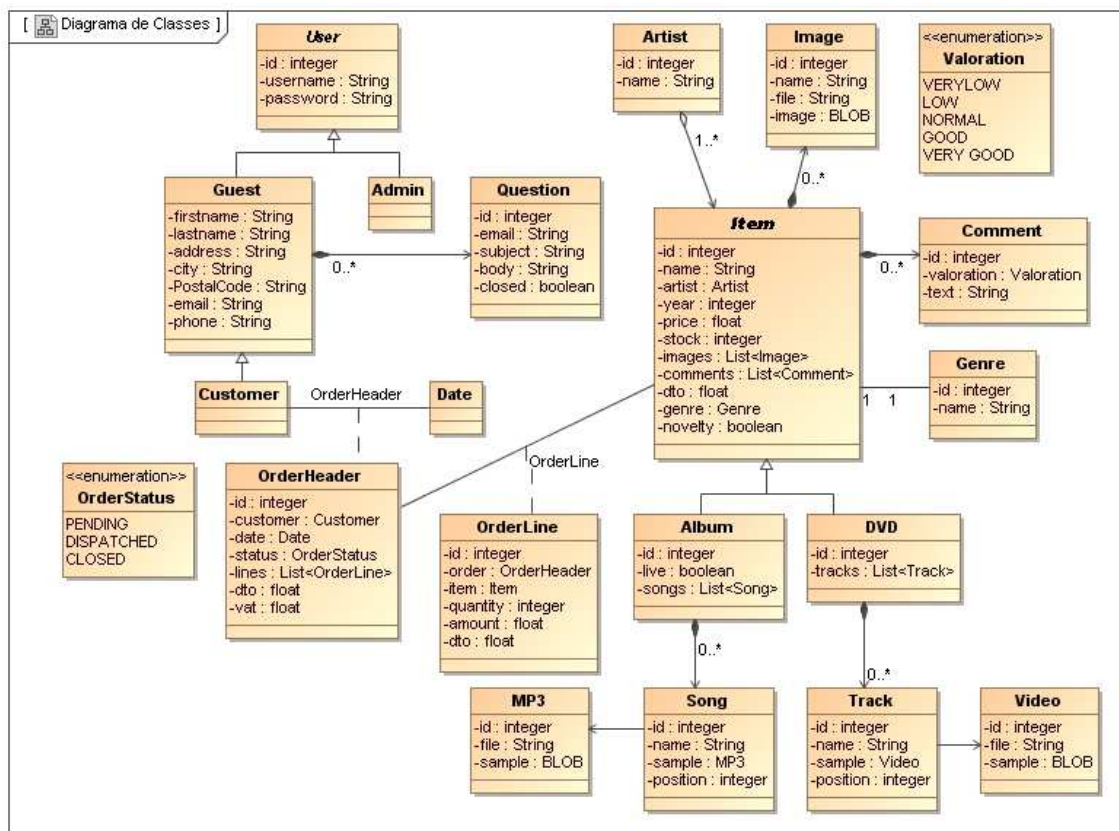 [ Diagrama de Classes ]
User
-id : integer
-username : String
-password : String
Artist
-id : integer
-name : String
Image
-id : integer
-name : String
-file : String
-image : BLOB
<<enumeration>>
Valoration
VERYLOW
LOW
NORMAL
GOOD
VERY GOOD
1..*
0..*
Guest
-firstname : String
-lastname : String
-address : String
-city : String
-PostalCode : String
-email : String
-phone : String
Admin
Question
-id : integer
-email : String
-subject : String
-body : String
-closed : boolean
0..*
Item
-id : integer
-name : String
-artist : Artist
-year : integer
-price : float
-stock : integer
-images : List<Image>
-comments : List<Comment>
-dto : float
-genre : Genre
-novelty : boolean
0..*
Comment
-id : integer
-valoration : Valoration
-text : String
1 1
Genre
-id : integer
-name : String
Customer
OrderHeader
Date
<<enumeration>>
OrderStatus
PENDING
DISPATCHED
CLOSED
OrderHeader
-id : integer
-customer : Customer
-date : Date
-status : OrderStatus
-lines : List<OrderLine>
-dto : float
-vat : float
OrderLine
OrderLine
-id : integer
-order : OrderHeader
-item : Item
-quantity : integer
-amount : float
-dto : float
Album
-id : integer
-live : boolean
-songs : List<Song>
DVD
-id : integer
-tracks : List<Track>
0..*
0..*
MP3
-id : integer
-file : String
-sample : BLOB
Song
-id : integer
-name : String
-sample : MP3
-position : integer
Track
-id : integer
-name : String
-sample : Video
-position : integer
Video
-id : integer
-file : String
-sample : BLOB